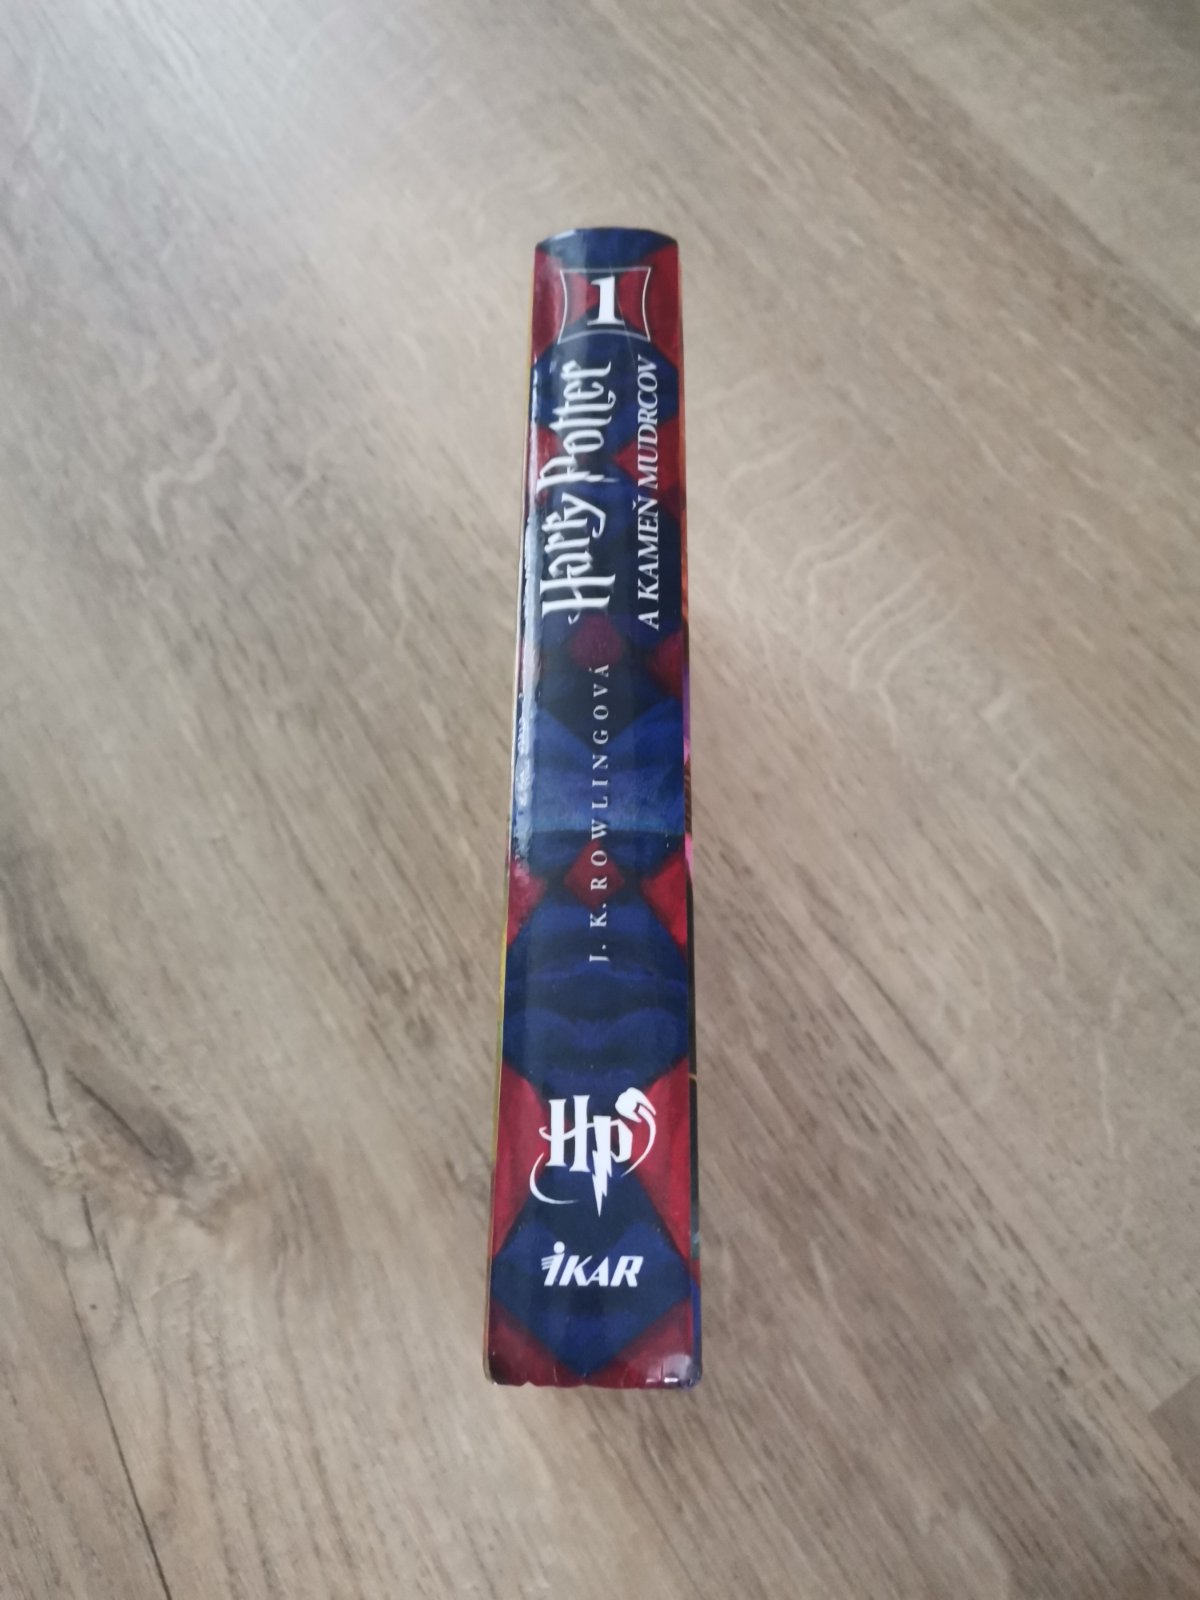 1
Harry Potter
A KAMEŇ MUDRCOV
J. K. ROWLINGOVÁ
HP
IKAR